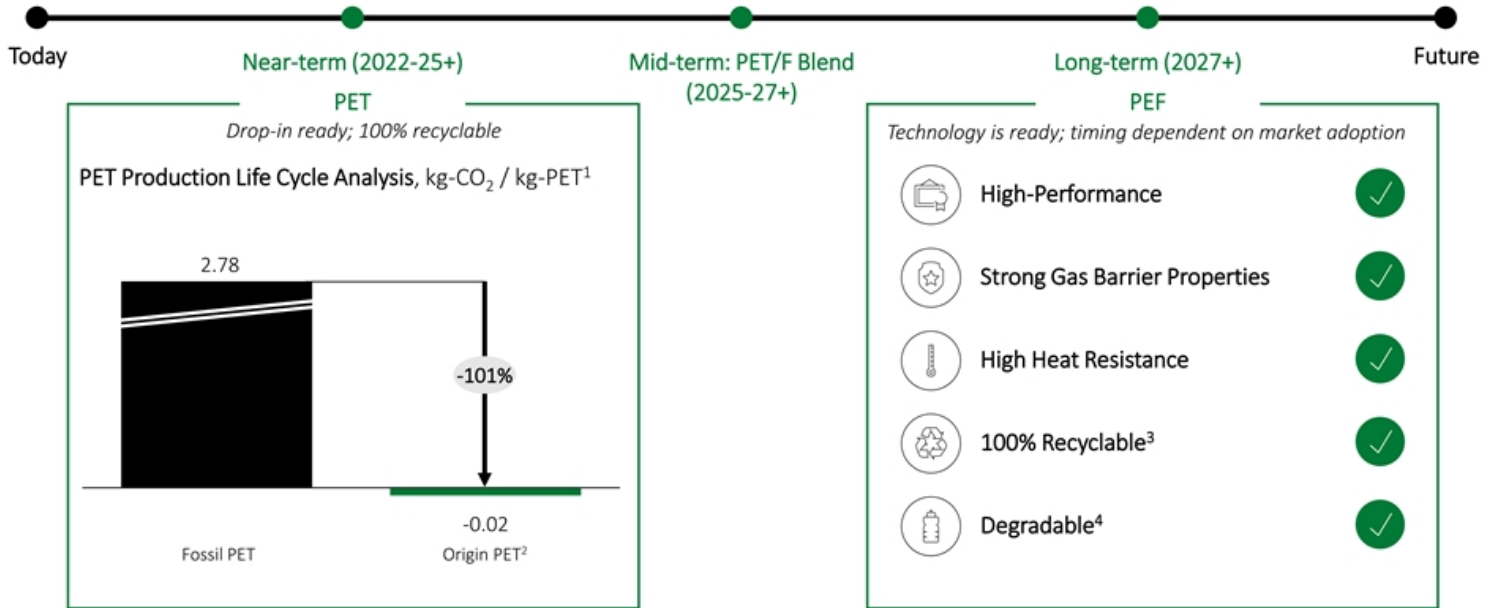 Today
Near-term (2022-25+)
Mid-term: PET/F Blend
(2025-27+)
Long-term (2027+)
Future
PET
Drop-in ready; 100% recyclable
PET Production Life Cycle Analysis, kg-CO₂ / kg-PET¹
2.78
-101%
-0.02
Fossil PET
Origin PET²
PEF
Technology is ready; timing dependent on market adoption
High-Performance
Strong Gas Barrier Properties
High Heat Resistance
100% Recyclable³
Degradable⁴